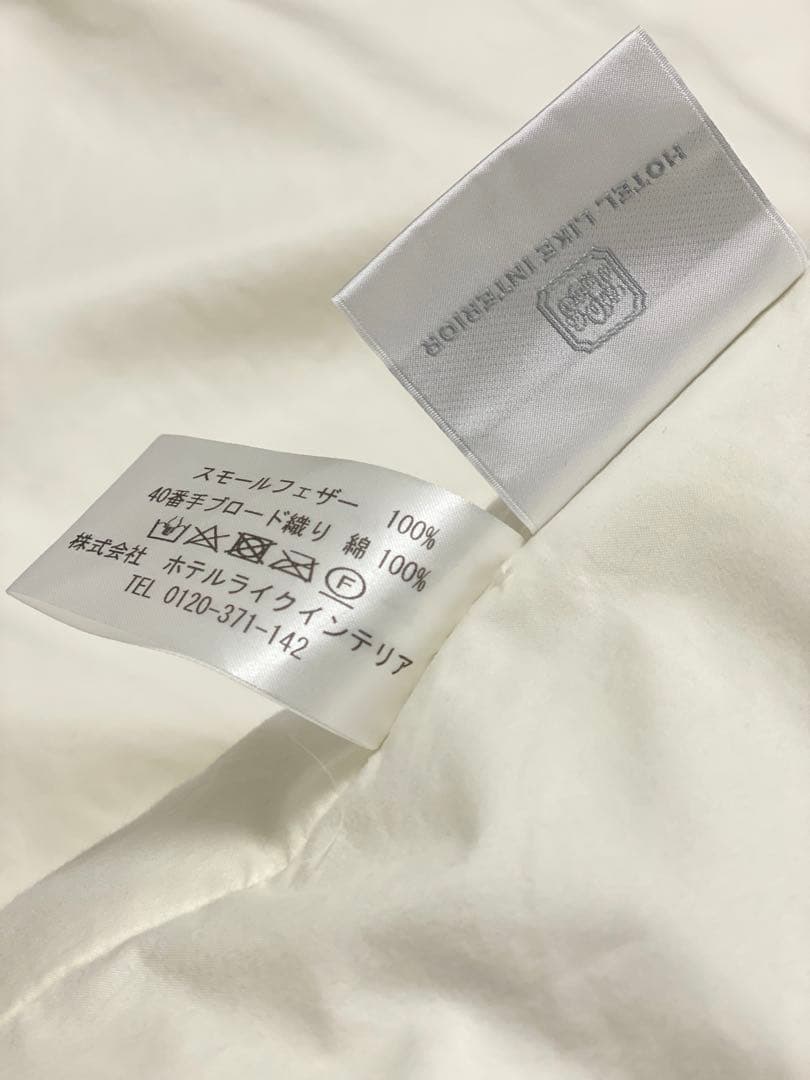 HOTEL LIKE INTERIOR
スモールフェザー 100%
40番手ブロード織り 綿 100%
F
株式会社 ホテルライクインテリア
TEL 0120-371-142